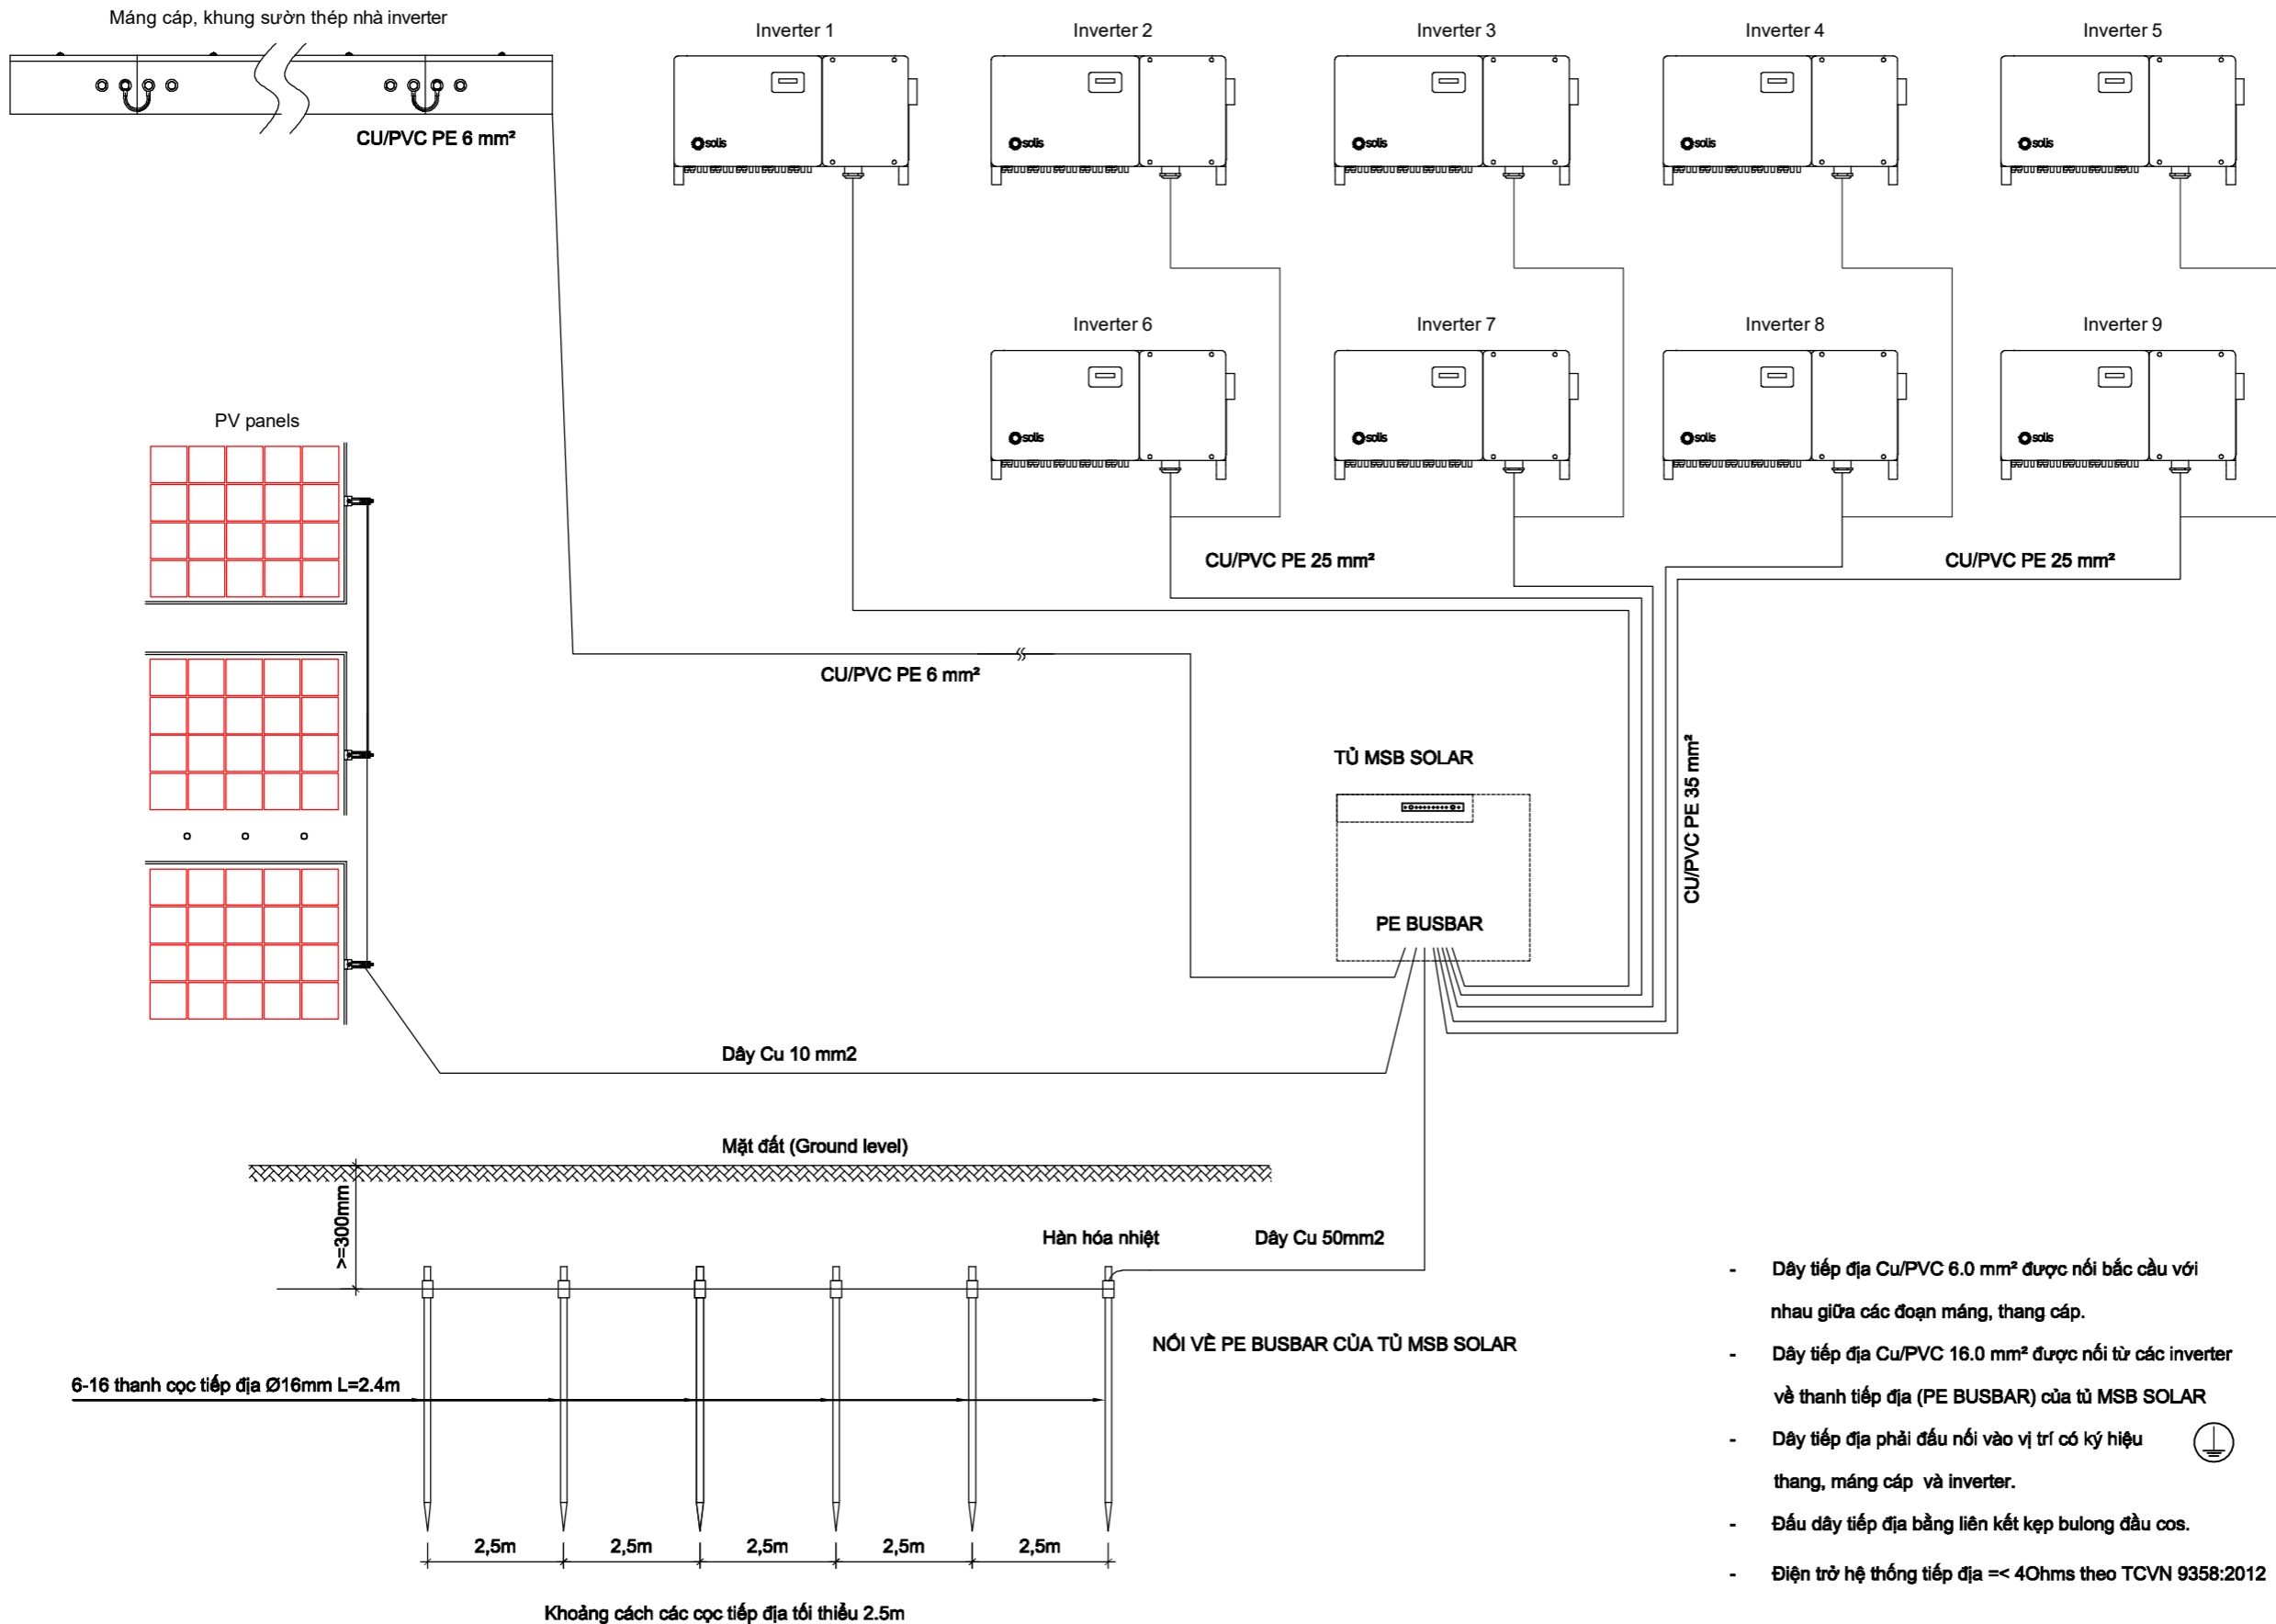 Máng cáp, khung sườn thép nhà inverter
Inverter 1
Inverter 2
Inverter 3
Inverter 4
Inverter 5
CU/PVC PE 6 mm²
solis
solis
solis
solis
solis
Inverter 6
Inverter 7
Inverter 8
Inverter 9
solis
solis
solis
solis
PV panels
CU/PVC PE 25 mm²
CU/PVC PE 25 mm²
CU/PVC PE 6 mm²
CU/PVC PE 35 mm²
TỦ MSB SOLAR
PE BUSBAR
Dây Cu 10 mm2
Mặt đất (Ground level)
>=300mm
Hàn hóa nhiệt
Dây Cu 50mm2
NỐI VỀ PE BUSBAR CỦA TỦ MSB SOLAR
6-16 thanh cọc tiếp địa Ø16mm L=2.4m
2,5m
2,5m
2,5m
2,5m
2,5m
Khoảng cách các cọc tiếp địa tối thiểu 2.5m
- Dây tiếp địa Cu/PVC 6.0 mm² được nối bắc cầu với
nhau giữa các đoạn máng, thang cáp.
- Dây tiếp địa Cu/PVC 16.0 mm² được nối từ các inverter
về thanh tiếp địa (PE BUSBAR) của tủ MSB SOLAR
- Dây tiếp địa phải đấu nối vào vị trí có ký hiệu
thang, máng cáp và inverter.
- Đấu dây tiếp địa bằng liên kết kẹp bulong đầu cos.
- Điện trở hệ thống tiếp địa =< 4Ohms theo TCVN 9358:2012